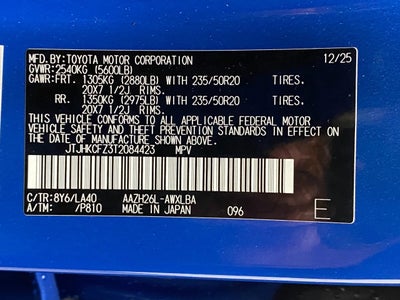 MFD.BY:TOYOTA MOTOR CORPORATION 12/25
GVWR:2540KG (5600LB)
GAWR:FRT. 1305KG (2880LB) WITH 235/50R20 TIRES.
20X7 1/2J RIMS.
RR. 1350KG (2975LB) WITH 235/50R20 TIRES.
20X7 1/2J RIMS.
THIS VEHICLE CONFORMS TO ALL APPLICABLE FEDERAL MOTOR
VEHICLE SAFETY AND THEFT PREVENTION STANDARDS IN EFFECT ON
THE DATE OF MANUFACTURE SHOWN ABOVE.
JTJHKCFZ3T2084423 MPV
C/TR:8Y6/LA40 AAZH26L-AWXLBA
A/TM: /P810 MADE IN JAPAN 096 E